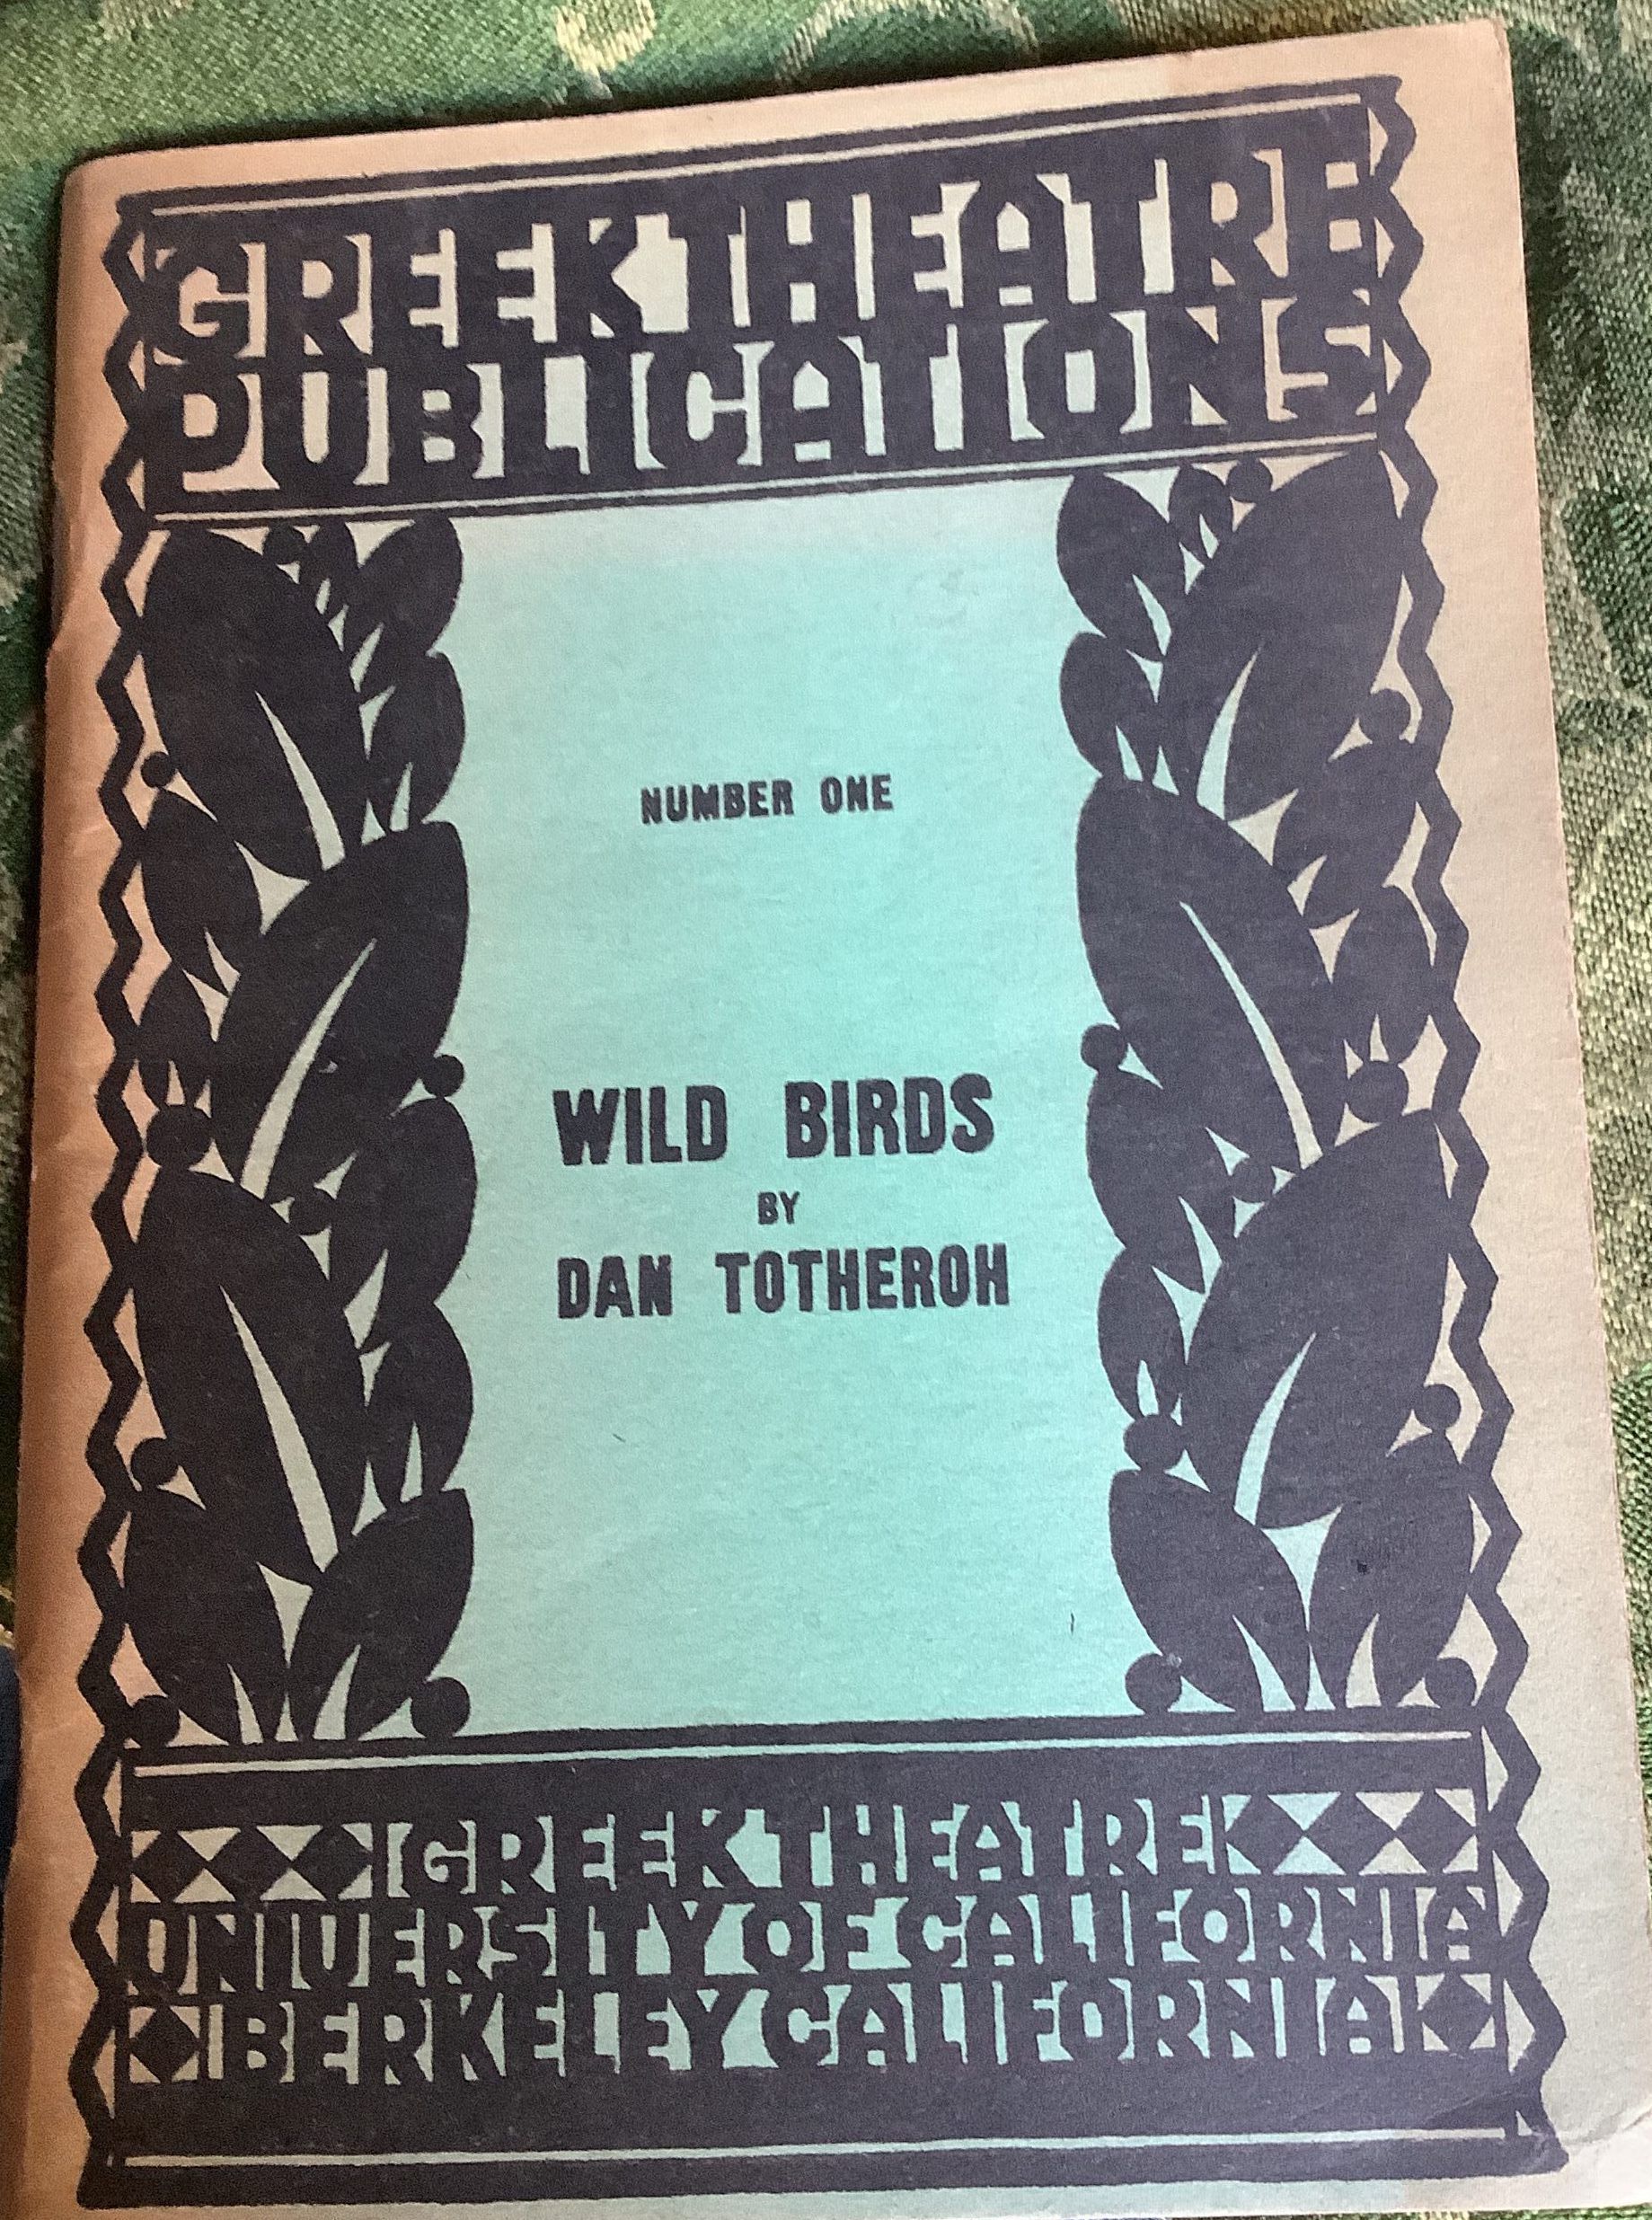 GREEK THEATRE
PUBLICATIONS
NUMBER ONE
WILD BIRDS
BY
DAN TOTHEROH
GREEK THEATRE
UNIVERSITY OF CALIFORNIA
BERKELEY CALIFORNIA